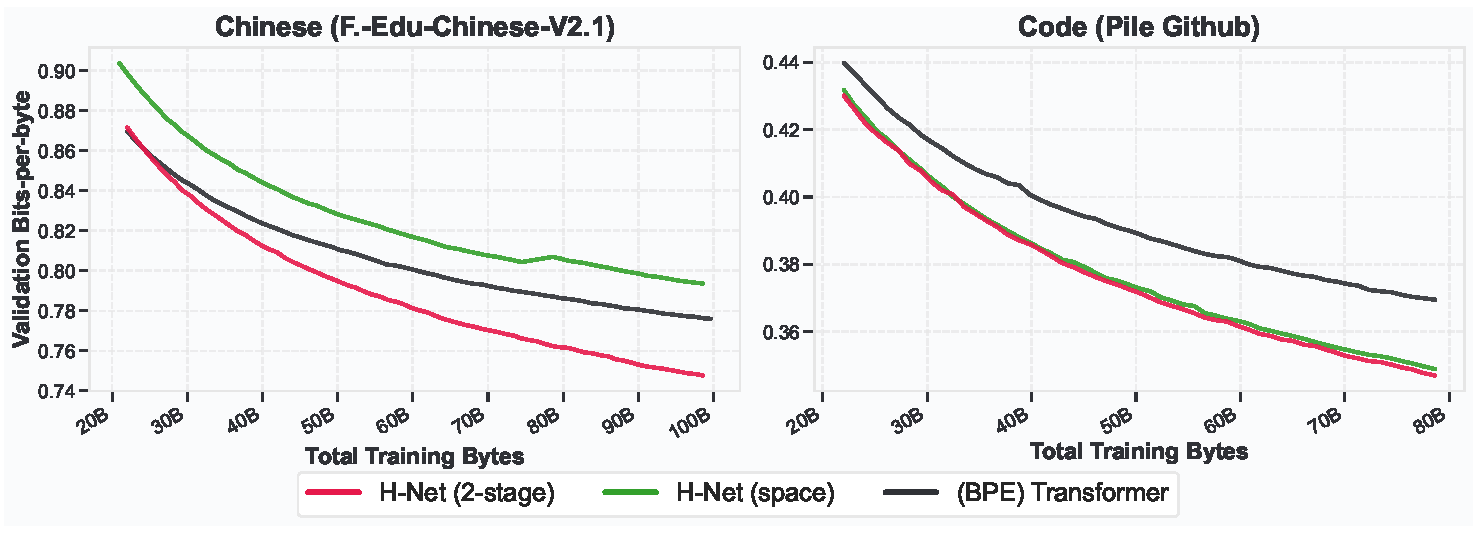 Chinese (F.-Edu-Chinese-V2.1)
Validation Bits-per-byte
0.90
0.88
0.86
0.84
0.82
0.80
0.78
0.76
0.74
20B 30B 40B 50B 60B 70B 80B 90B 100B
Total Training Bytes
Code (Pile Github)
0.44
0.42
0.40
0.38
0.36
20B 30B 40B 50B 60B 70B 80B
Total Training Bytes
H-Net (2-stage) H-Net (space) (BPE) Transformer